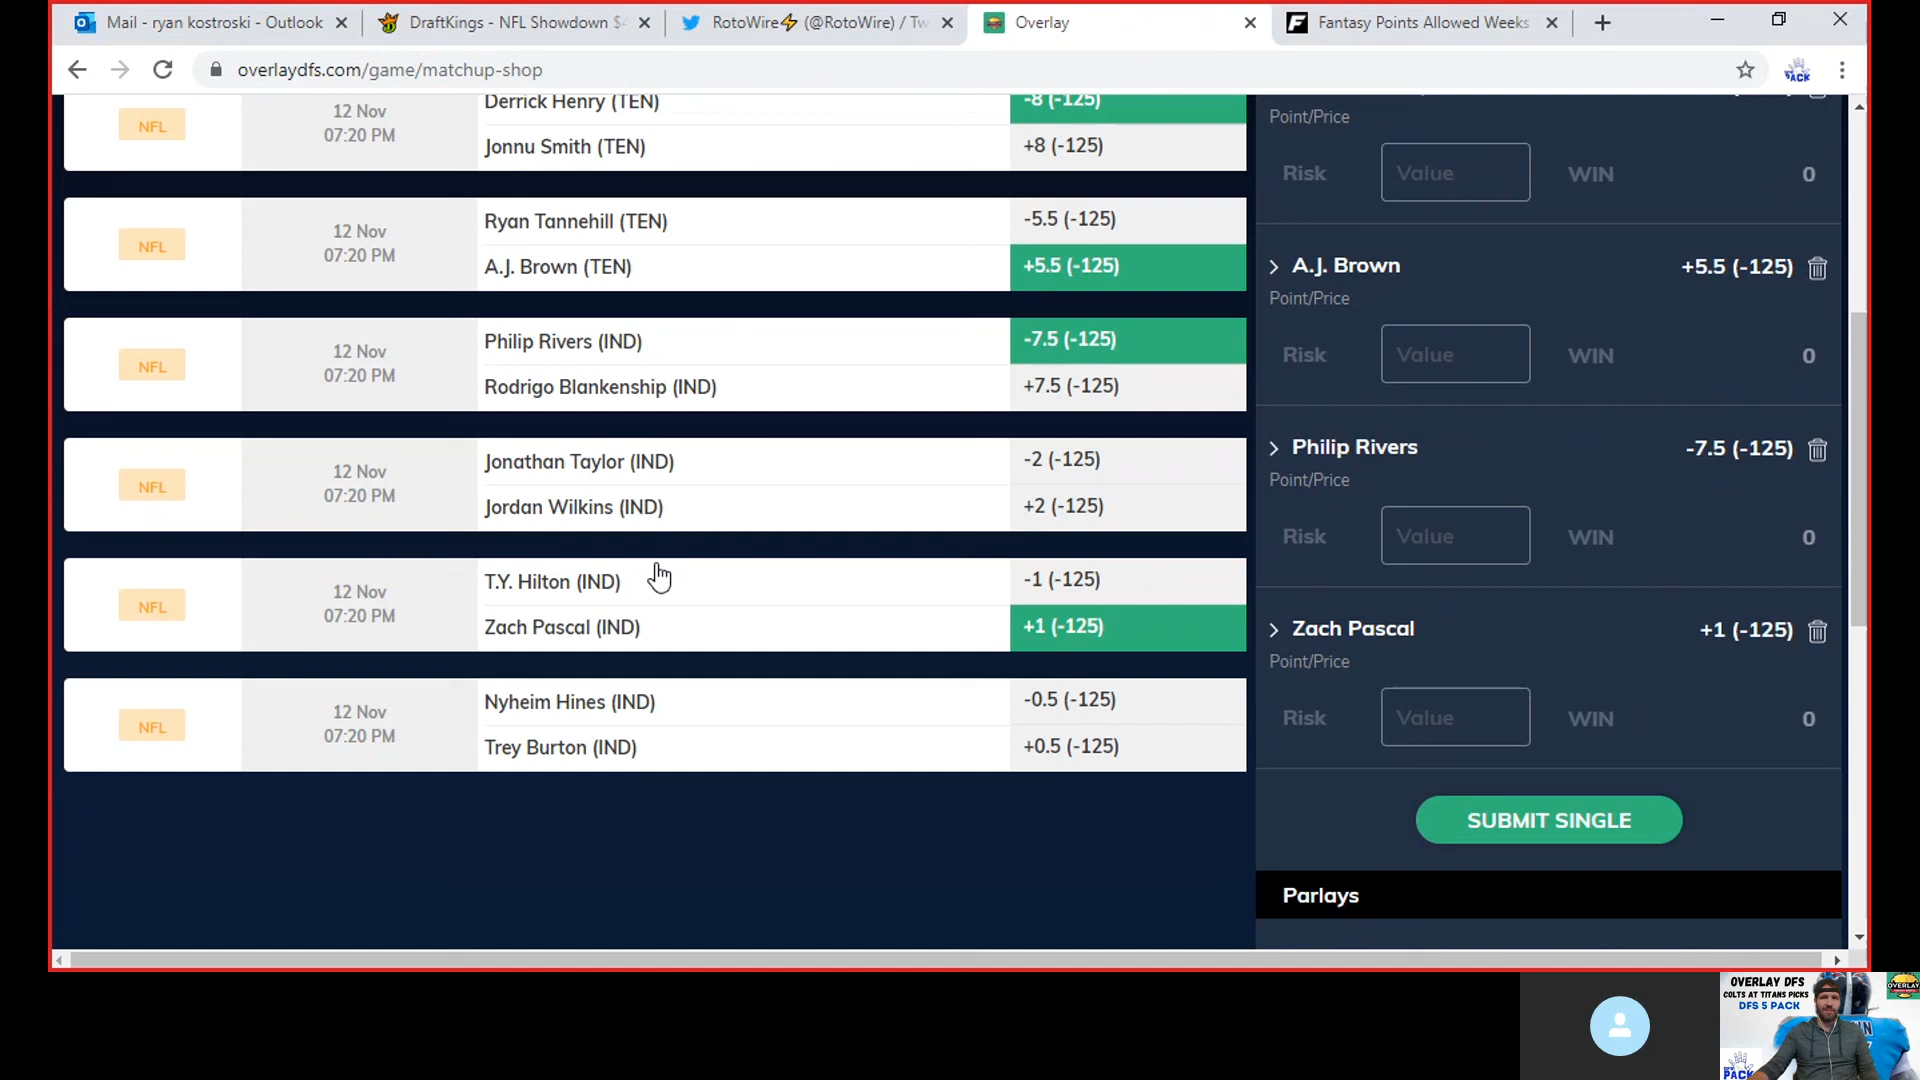 Mail - ryan kostroski - Outlook
DraftKings - NFL Showdown $
RotoWire⚡ (@RotoWire) / Tw
Overlay
Fantasy Points Allowed Weeks
overlaydfs.com/game/matchup-shop
PACK
NFL
12 Nov
07:20 PM
Derrick Henry (TEN)
-8 (-125)
Jonnu Smith (TEN)
+8 (-125)
NFL
12 Nov
07:20 PM
Ryan Tannehill (TEN)
-5.5 (-125)
A.J. Brown (TEN)
+5.5 (-125)
NFL
12 Nov
07:20 PM
Philip Rivers (IND)
-7.5 (-125)
Rodrigo Blankenship (IND)
+7.5 (-125)
NFL
12 Nov
07:20 PM
Jonathan Taylor (IND)
-2 (-125)
Jordan Wilkins (IND)
+2 (-125)
NFL
12 Nov
07:20 PM
T.Y. Hilton (IND)
-1 (-125)
Zach Pascal (IND)
+1 (-125)
NFL
12 Nov
07:20 PM
Nyheim Hines (IND)
-0.5 (-125)
Trey Burton (IND)
+0.5 (-125)
Point/Price
Risk Value WIN 0
A.J. Brown +5.5 (-125)
Point/Price
Risk Value WIN 0
Philip Rivers -7.5 (-125)
Point/Price
Risk Value WIN 0
Zach Pascal +1 (-125)
Point/Price
Risk Value WIN 0
SUBMIT SINGLE
Parlays
OVERLAY DFS
COLTS AT TITANS PICKS
DFS 5 PACK
OVERLAY
PACK